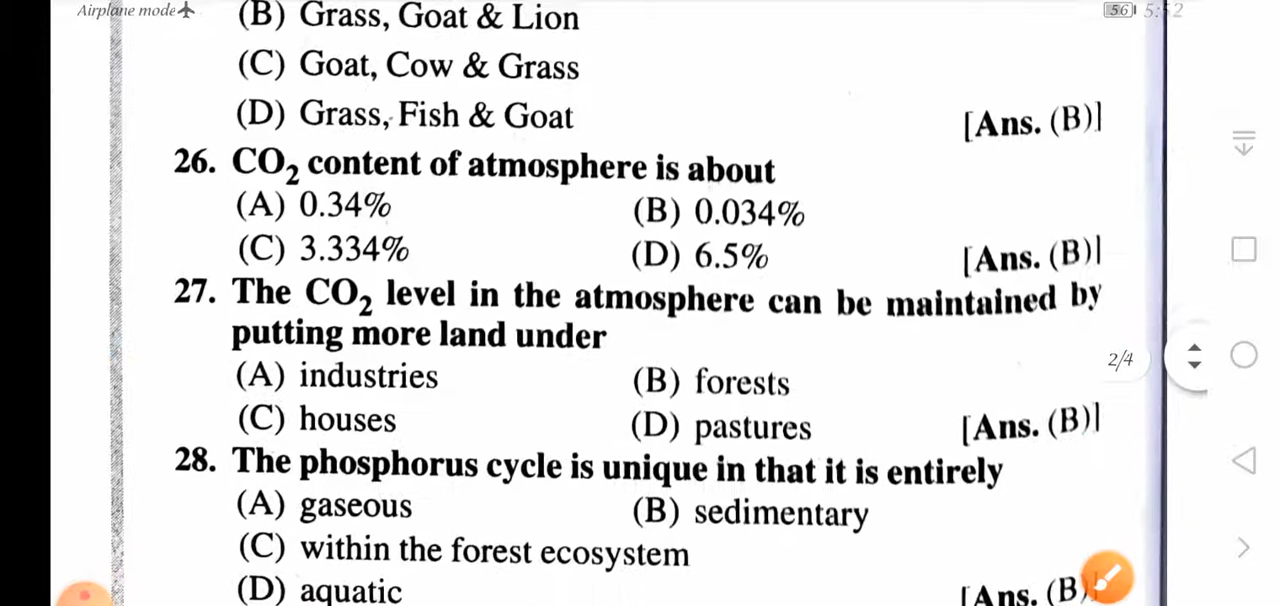 Airplane mode 56 5:52
(B) Grass, Goat & Lion
(C) Goat, Cow & Grass
(D) Grass, Fish & Goat [Ans. (B)]
26. CO₂ content of atmosphere is about
(A) 0.34% (B) 0.034%
(C) 3.334% (D) 6.5% [Ans. (B)]
27. The CO₂ level in the atmosphere can be maintained by
putting more land under
2/4
(A) industries (B) forests
(C) houses (D) pastures [Ans. (B)]
28. The phosphorus cycle is unique in that it is entirely
(A) gaseous (B) sedimentary
(C) within the forest ecosystem
(D) aquatic [Ans. (B)